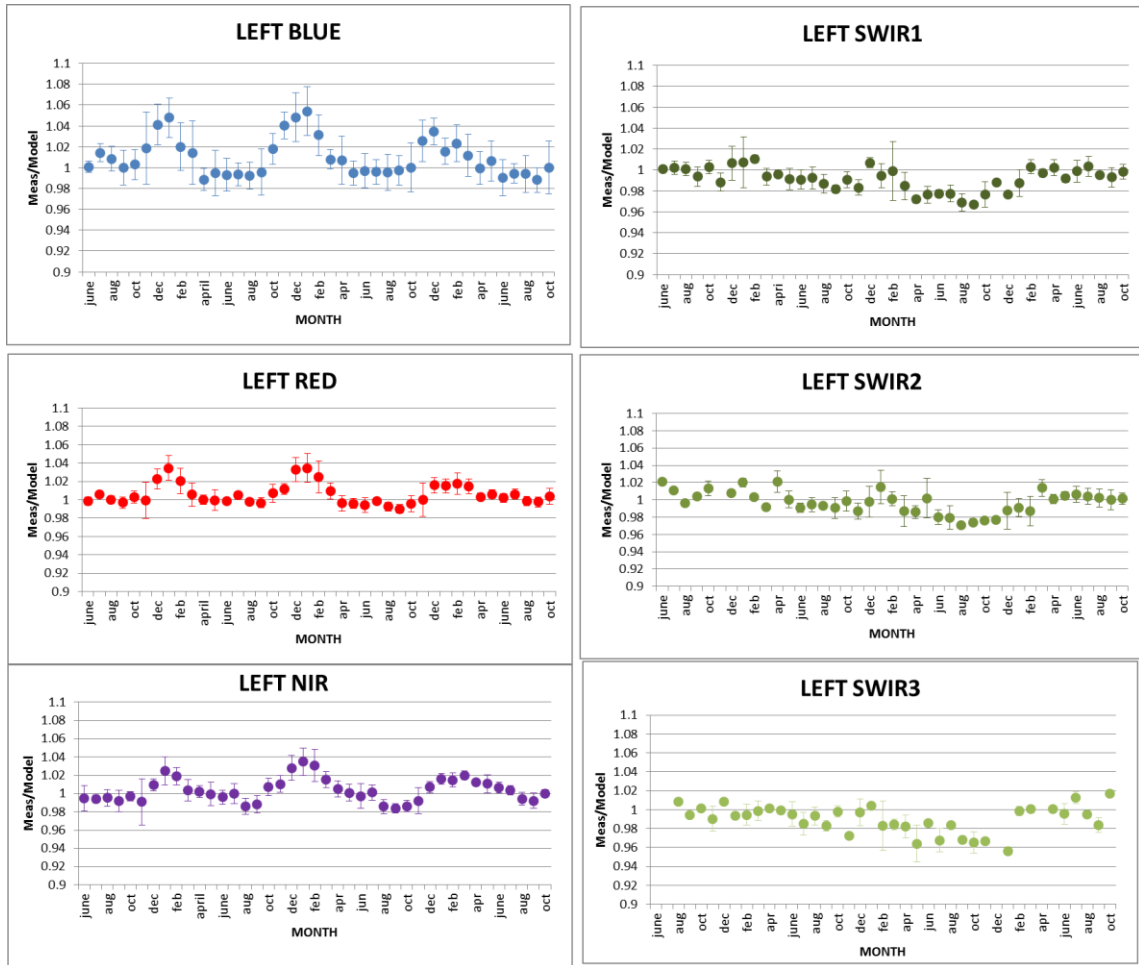 LEFT BLUE
Meas/Model
1.1
1.08
1.06
1.04
1.02
1
0.98
0.96
0.94
0.92
0.9
june aug oct dec feb april june aug oct dec feb apr jun aug oct dec feb apr june aug oct
MONTH
LEFT SWIR1
Meas/Model
1.1
1.08
1.06
1.04
1.02
1
0.98
0.96
0.94
0.92
0.9
june aug oct dec feb apri june aug oct dec feb apr jun aug oct dec feb apr june aug oct
MONTH
LEFT RED
Meas/Model
1.1
1.08
1.06
1.04
1.02
1
0.98
0.96
0.94
0.92
0.9
june aug oct dec feb april june aug oct dec feb apr jun aug oct dec feb apr june aug oct
MONTH
LEFT SWIR2
Meas/Model
1.1
1.08
1.06
1.04
1.02
1
0.98
0.96
0.94
0.92
0.9
june aug oct dec feb apri june aug oct dec feb apr jun aug oct dec feb apr june aug oct
MONTH
LEFT NIR
Meas/Model
1.1
1.08
1.06
1.04
1.02
1
0.98
0.96
0.94
0.92
0.9
june aug oct dec feb april june aug oct dec feb apr jun aug oct dec feb apr june aug oct
MONTH
LEFT SWIR3
Meas/Model
1.1
1.08
1.06
1.04
1.02
1
0.98
0.96
0.94
0.92
0.9
june aug oct dec feb apri june aug oct dec feb apr jun aug oct dec feb apr june aug oct
MONTH